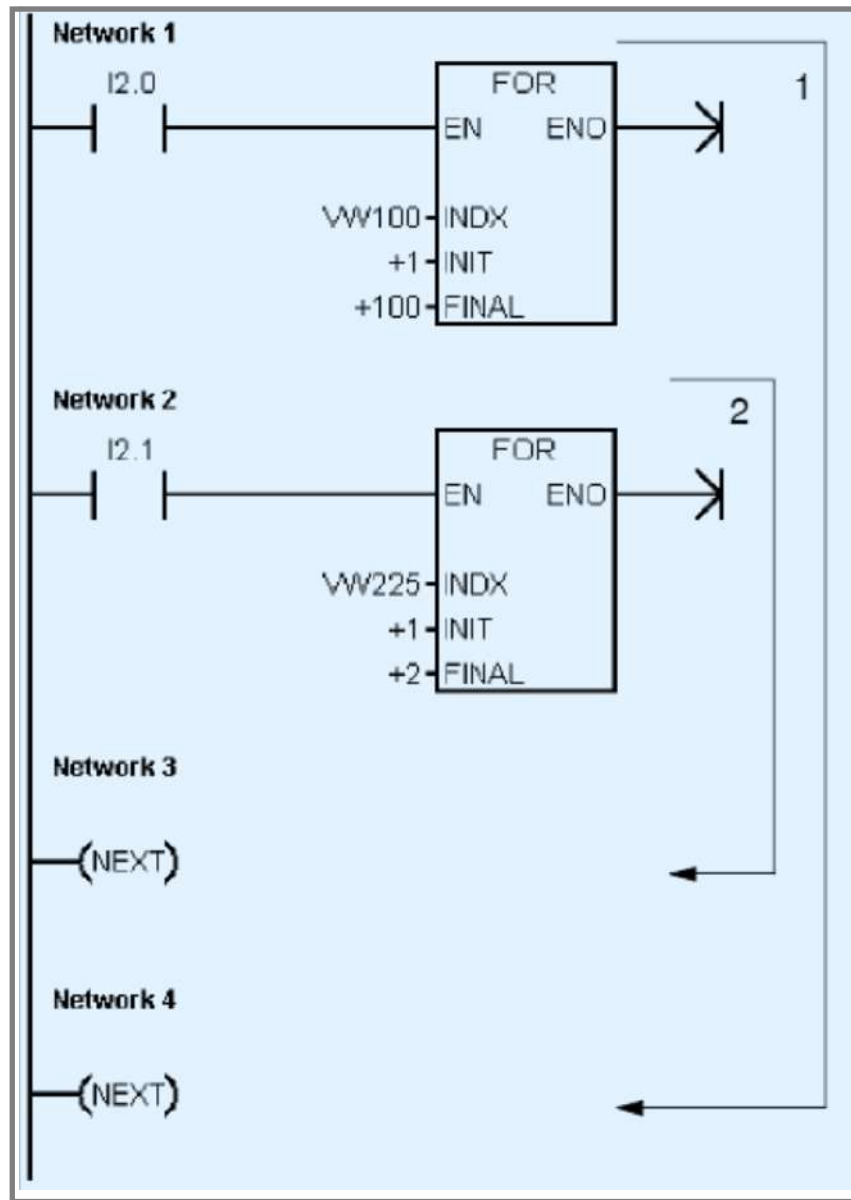 Network 1
I2.0
FOR
1
EN ENO
VW100 INDX
+1 INIT
+100 FINAL
Network 2
2
I2.1
FOR
EN ENO
VW225 INDX
+1 INIT
+2 FINAL
Network 3
(NEXT)
Network 4
(NEXT)